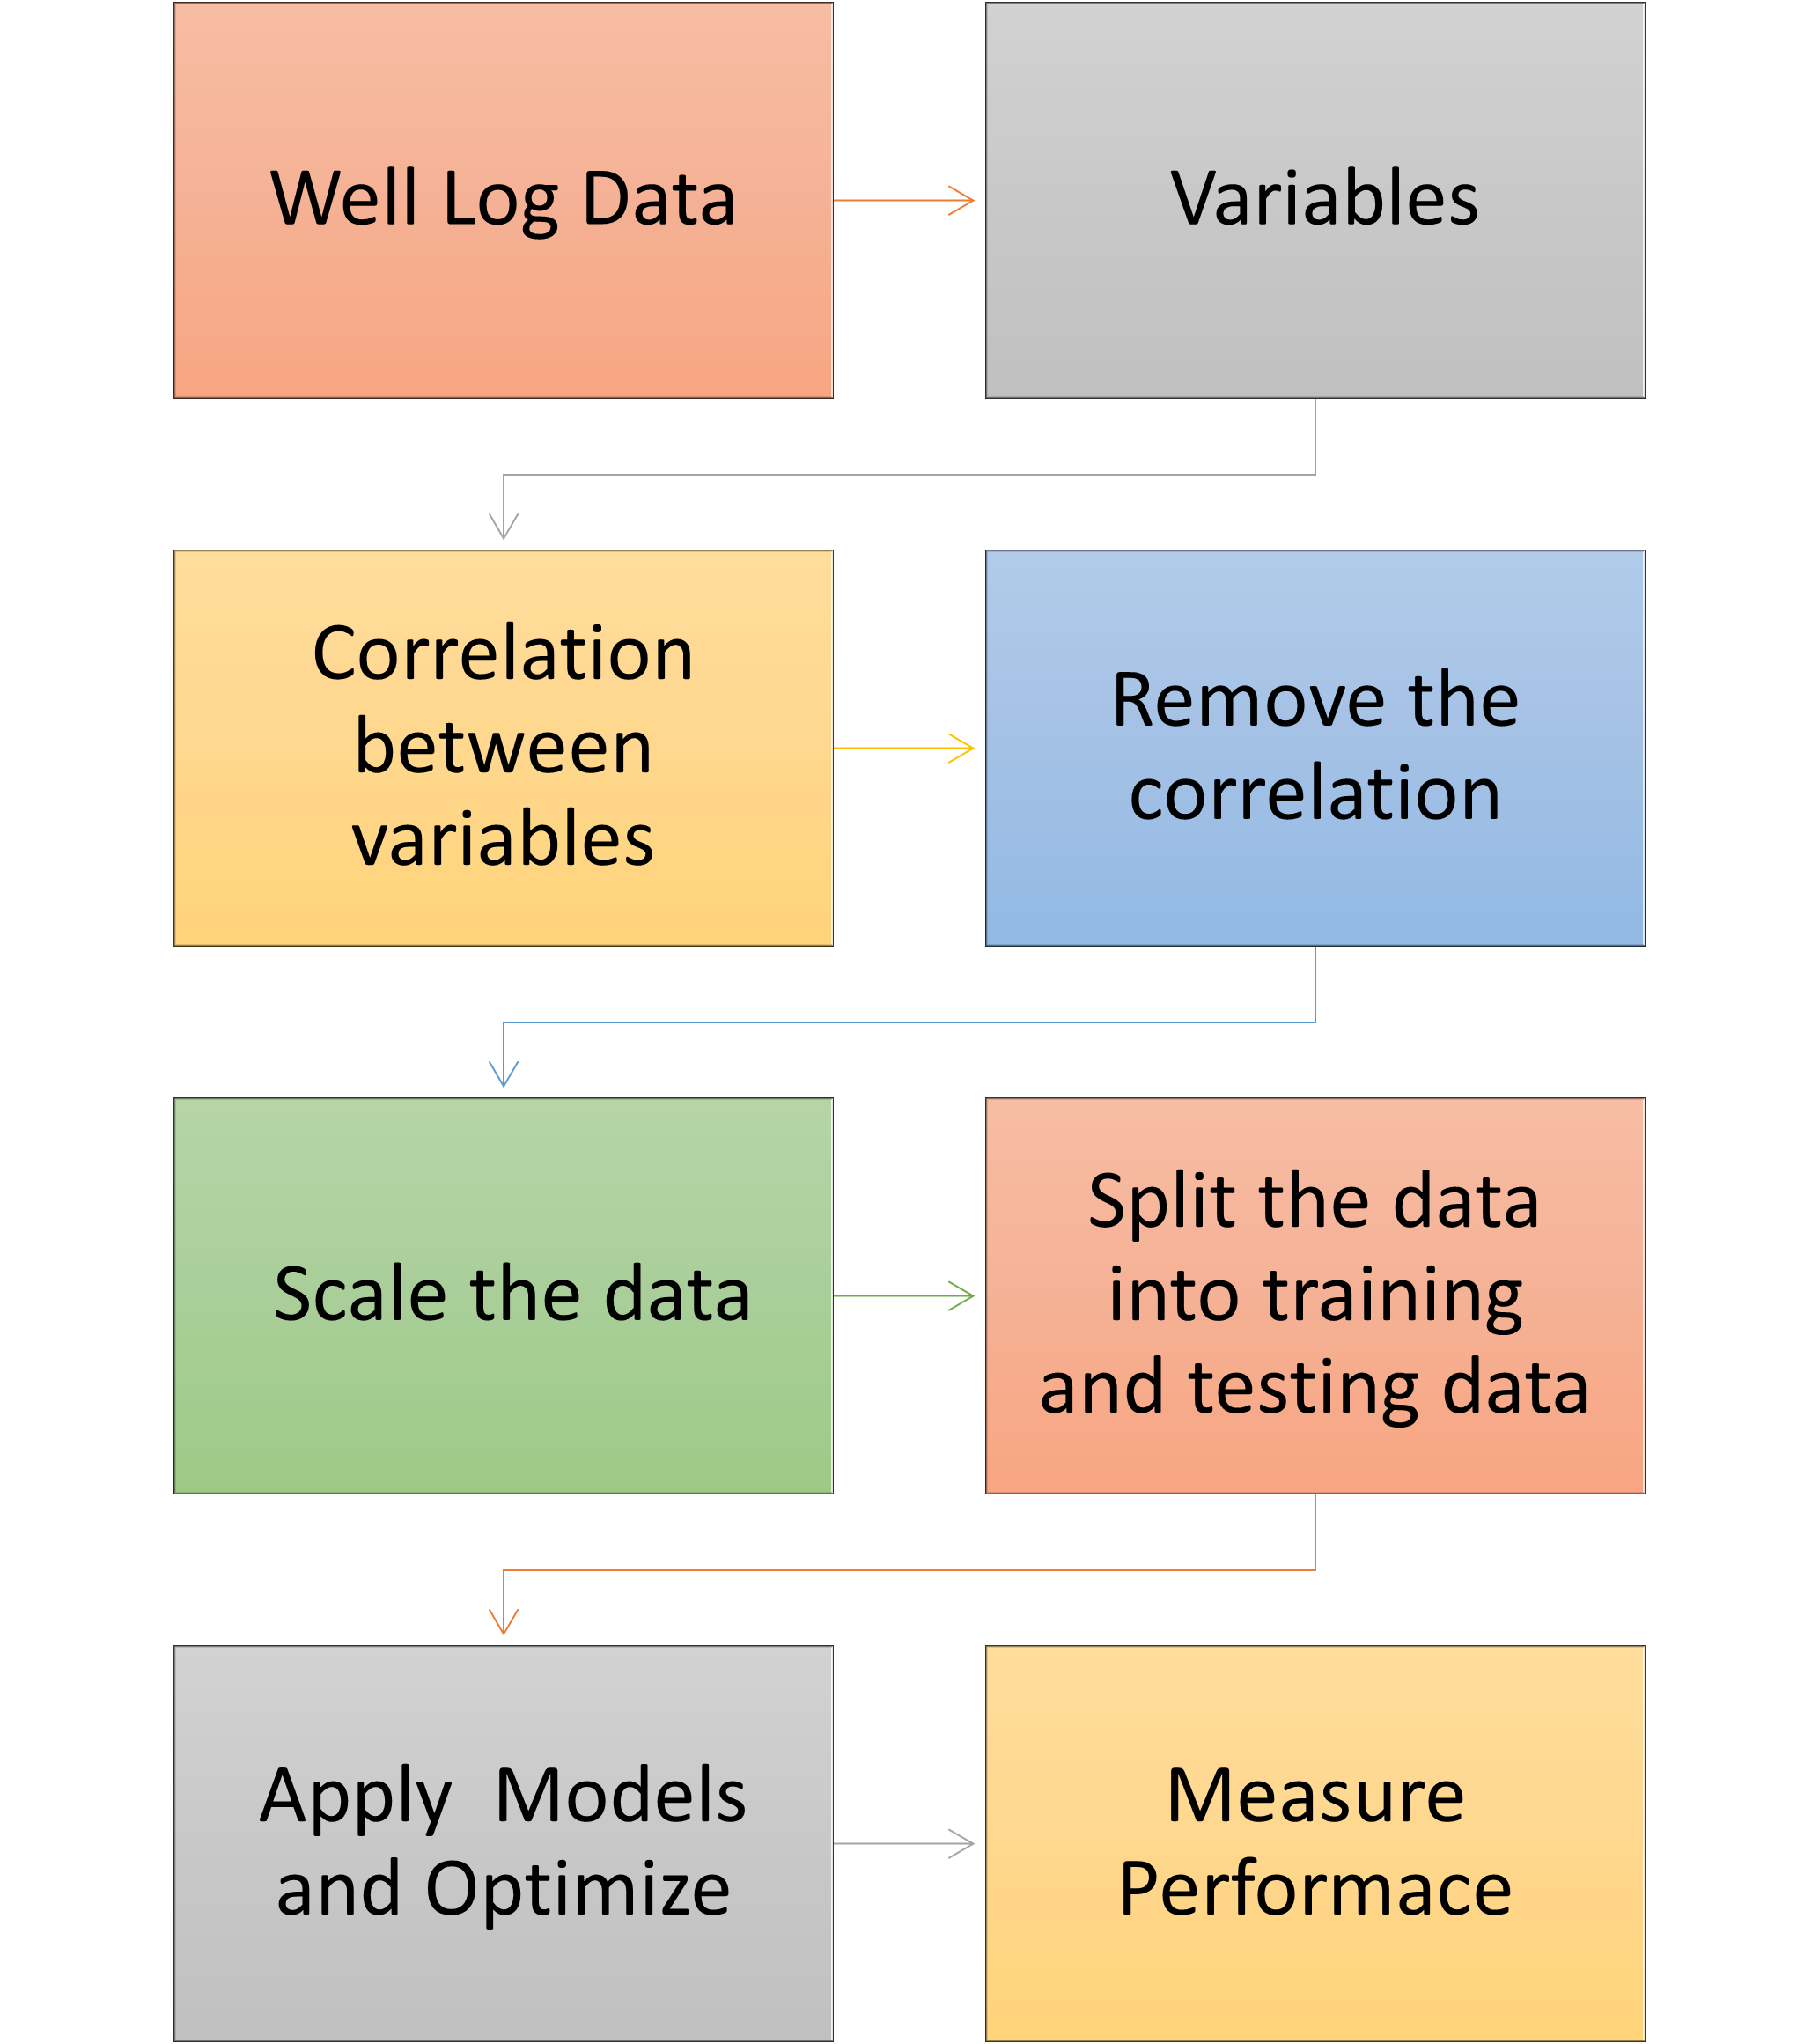 Well Log Data
Variables
Correlation
between
variables
Remove the
correlation
Scale the data
Split the data
into training
and testing data
Apply  Models
and Optimize
Measure
Performace